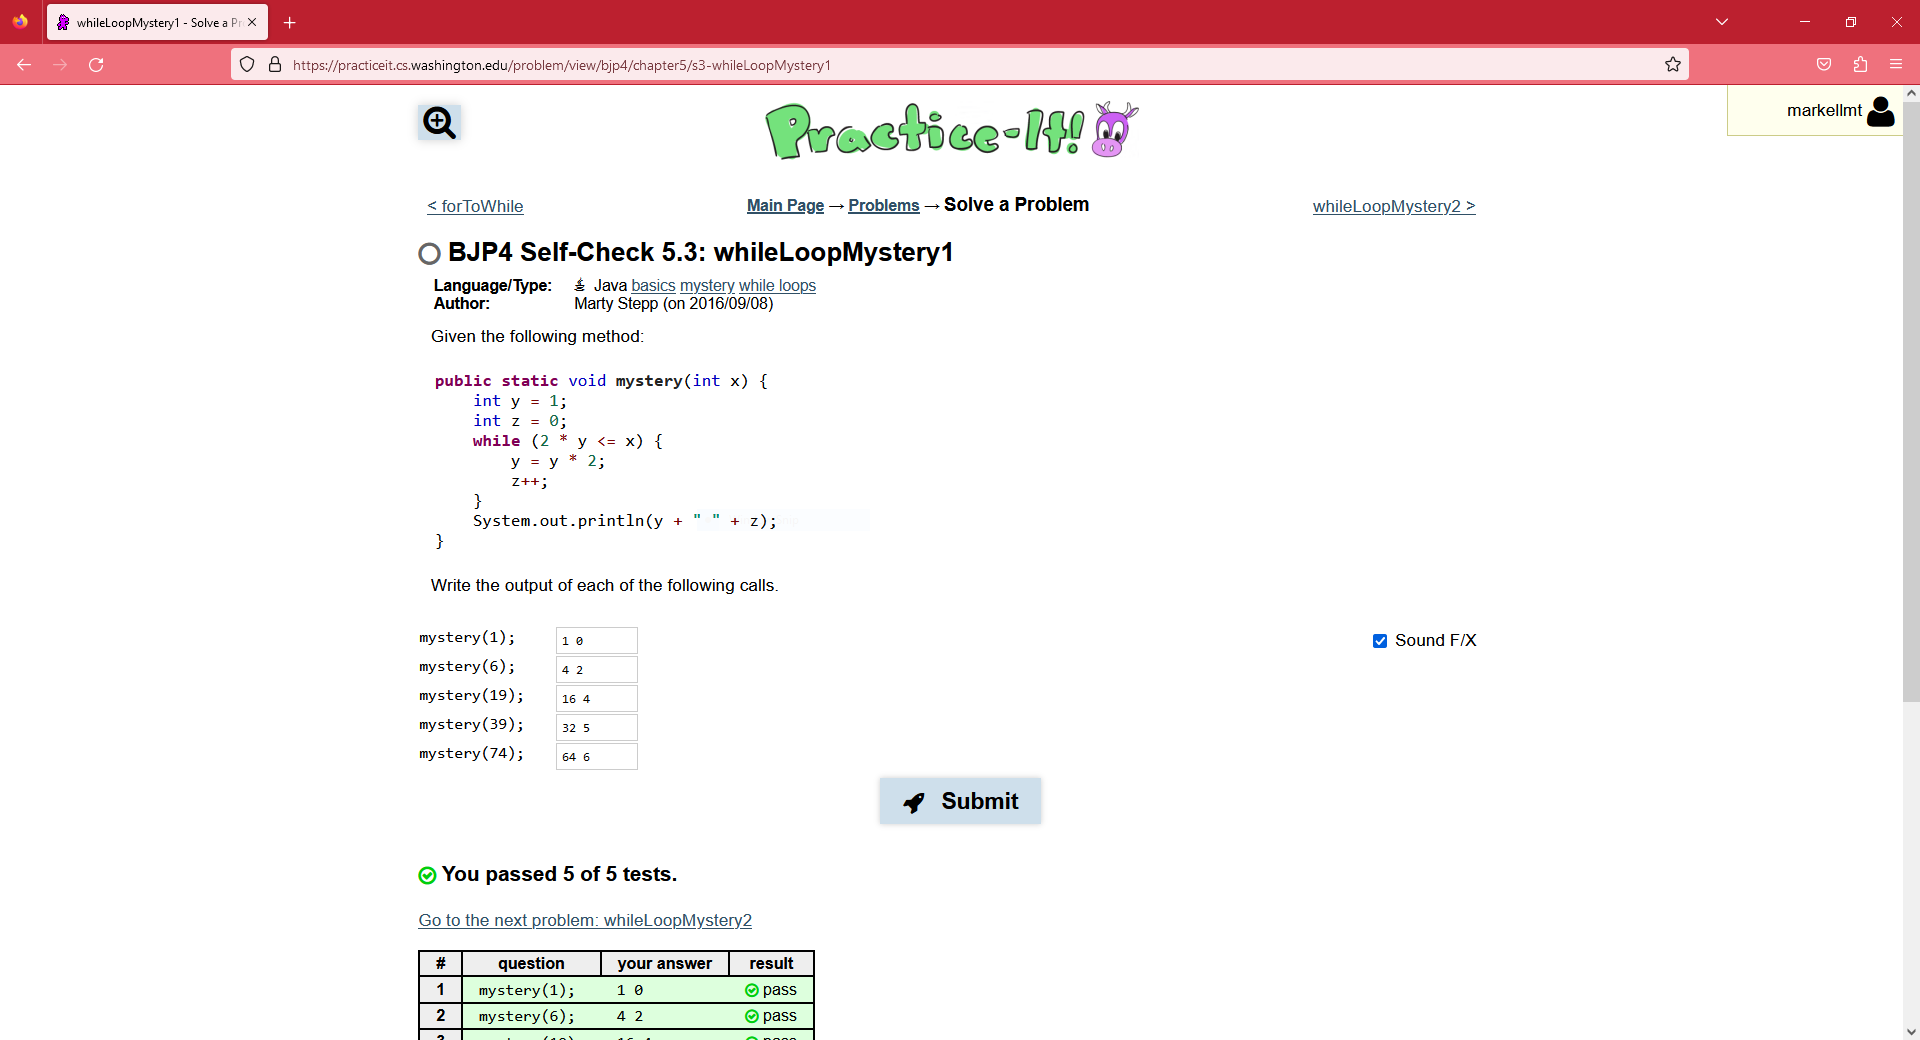 whileLoopMystery1 - Solve a Pr
https://practiceit.cs.washington.edu/problem/view/bjp4/chapter5/s3-whileLoopMystery1
Practice-It!
markellmt
< forToWhile
Main Page → Problems → Solve a Problem
whileLoopMystery2 >
BJP4 Self-Check 5.3: whileLoopMystery1
Language/Type: Java basics mystery while loops
Author: Marty Stepp (on 2016/09/08)
Given the following method:
public static void mystery(int x) {
    int y = 1;
    int z = 0;
    while (2 * y <= x) {
        y = y * 2;
        z++;
    }
    System.out.println(y + " " + z);
}
Write the output of each of the following calls.
mystery(1); 1 0
Sound F/X
mystery(6); 4 2
mystery(19); 16 4
mystery(39); 32 5
mystery(74); 64 6
Submit
You passed 5 of 5 tests.
Go to the next problem: whileLoopMystery2
# question your answer result
1 mystery(1); 1 0 pass
2 mystery(6); 4 2 pass